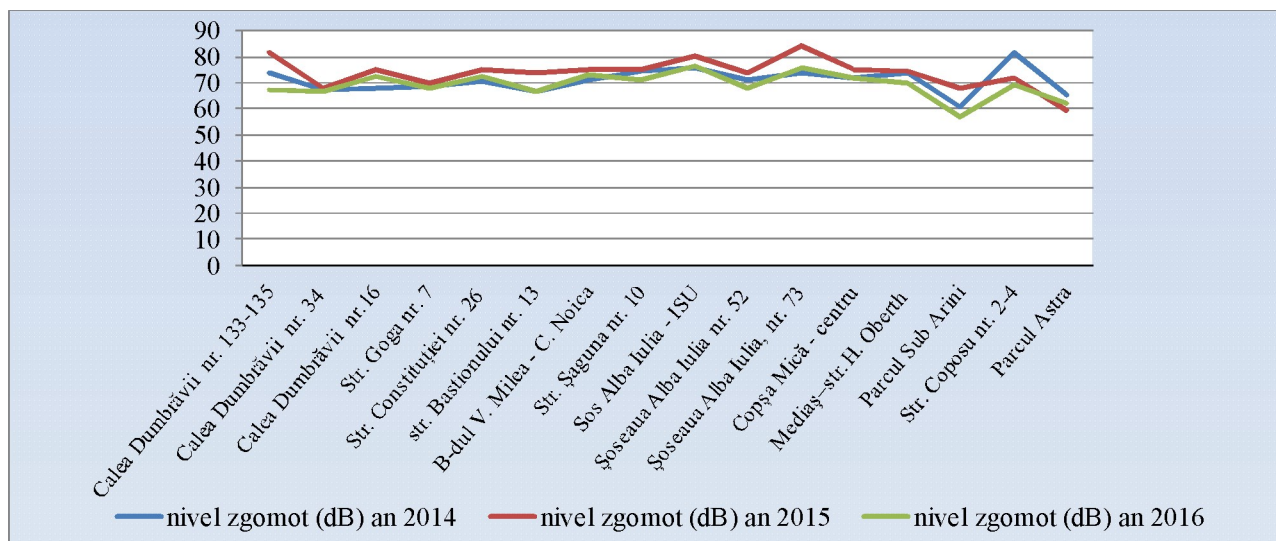 90
80
70
60
50
40
30
20
10
0
Calea Dumbrăvii nr. 133-135
Calea Dumbrăvii nr. 34
Calea Dumbrăvii nr.16
Str. Goga nr. 7
Str. Constituției nr. 26
str. Bastionului nr. 13
B-dul V. Milea - C. Noica
Str. Șaguna nr. 10
Sos Alba Iulia - ISU
Șoseaua Alba Iulia nr. 52
Șoseaua Alba Iulia, nr. 73
Copșa Mică - centru
Mediaș–str. H. Oberth
Parcul Sub Arini
Str. Coposu nr. 2-4
Parcul Astra
nivel zgomot (dB) an 2014 nivel zgomot (dB) an 2015 nivel zgomot (dB) an 2016